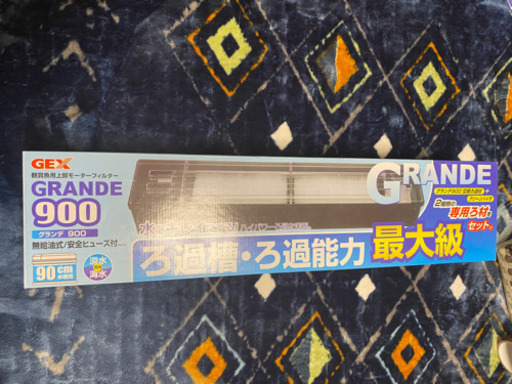 GEX
観賞魚用上部モーターフィルター
GRANDE
900
グランデ 900
無給油式/安全ヒューズ付
90cm
淡水
海水
ろ過槽・ろ過能力
最大級
GRANDE
2種類の
専用ろ材
セット